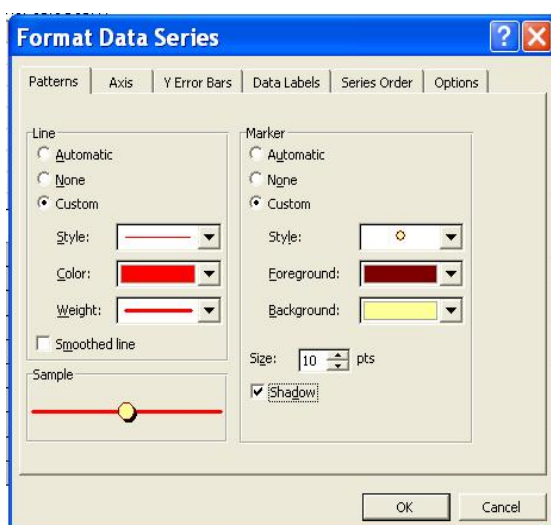 Format Data Series
Patterns Axis Y Error Bars Data Labels Series Order Options
Line
Automatic
None
Custom
Style:
Color:
Weight:
Smoothed line
Sample
Marker
Automatic
None
Custom
Style:
Foreground:
Background:
Size: 10 pts
Shadow
OK Cancel